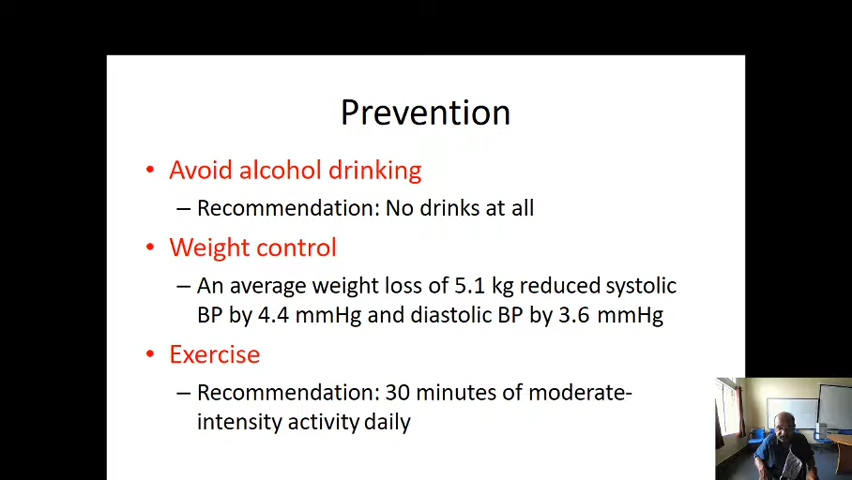 Prevention
• Avoid alcohol drinking
– Recommendation: No drinks at all
• Weight control
– An average weight loss of 5.1 kg reduced systolic
BP by 4.4 mmHg and diastolic BP by 3.6 mmHg
• Exercise
– Recommendation: 30 minutes of moderate-
intensity activity daily